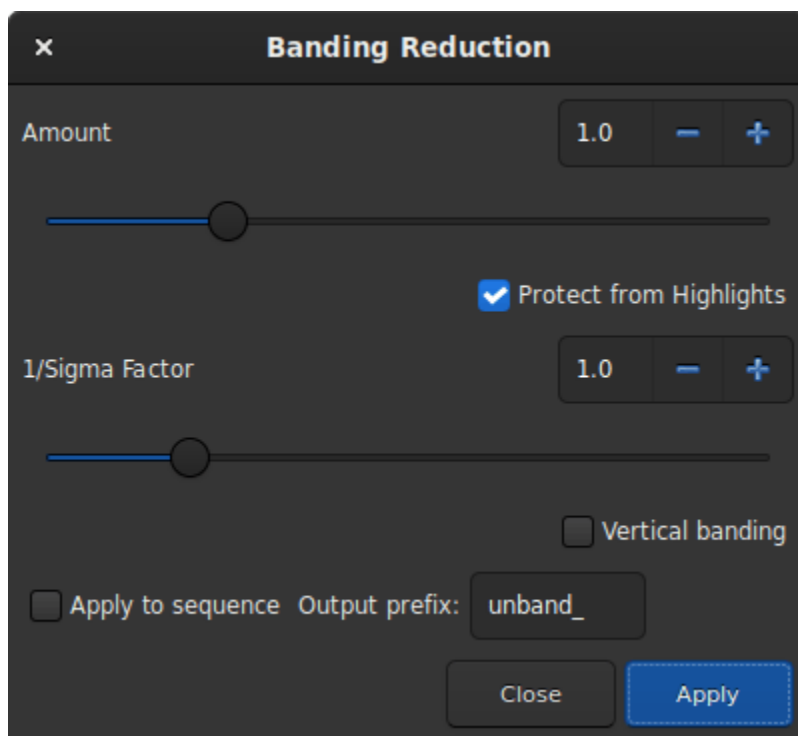 Banding Reduction
Amount 1.0
Protect from Highlights
1/Sigma Factor 1.0
Vertical banding
Apply to sequence Output prefix: unband_
Close Apply